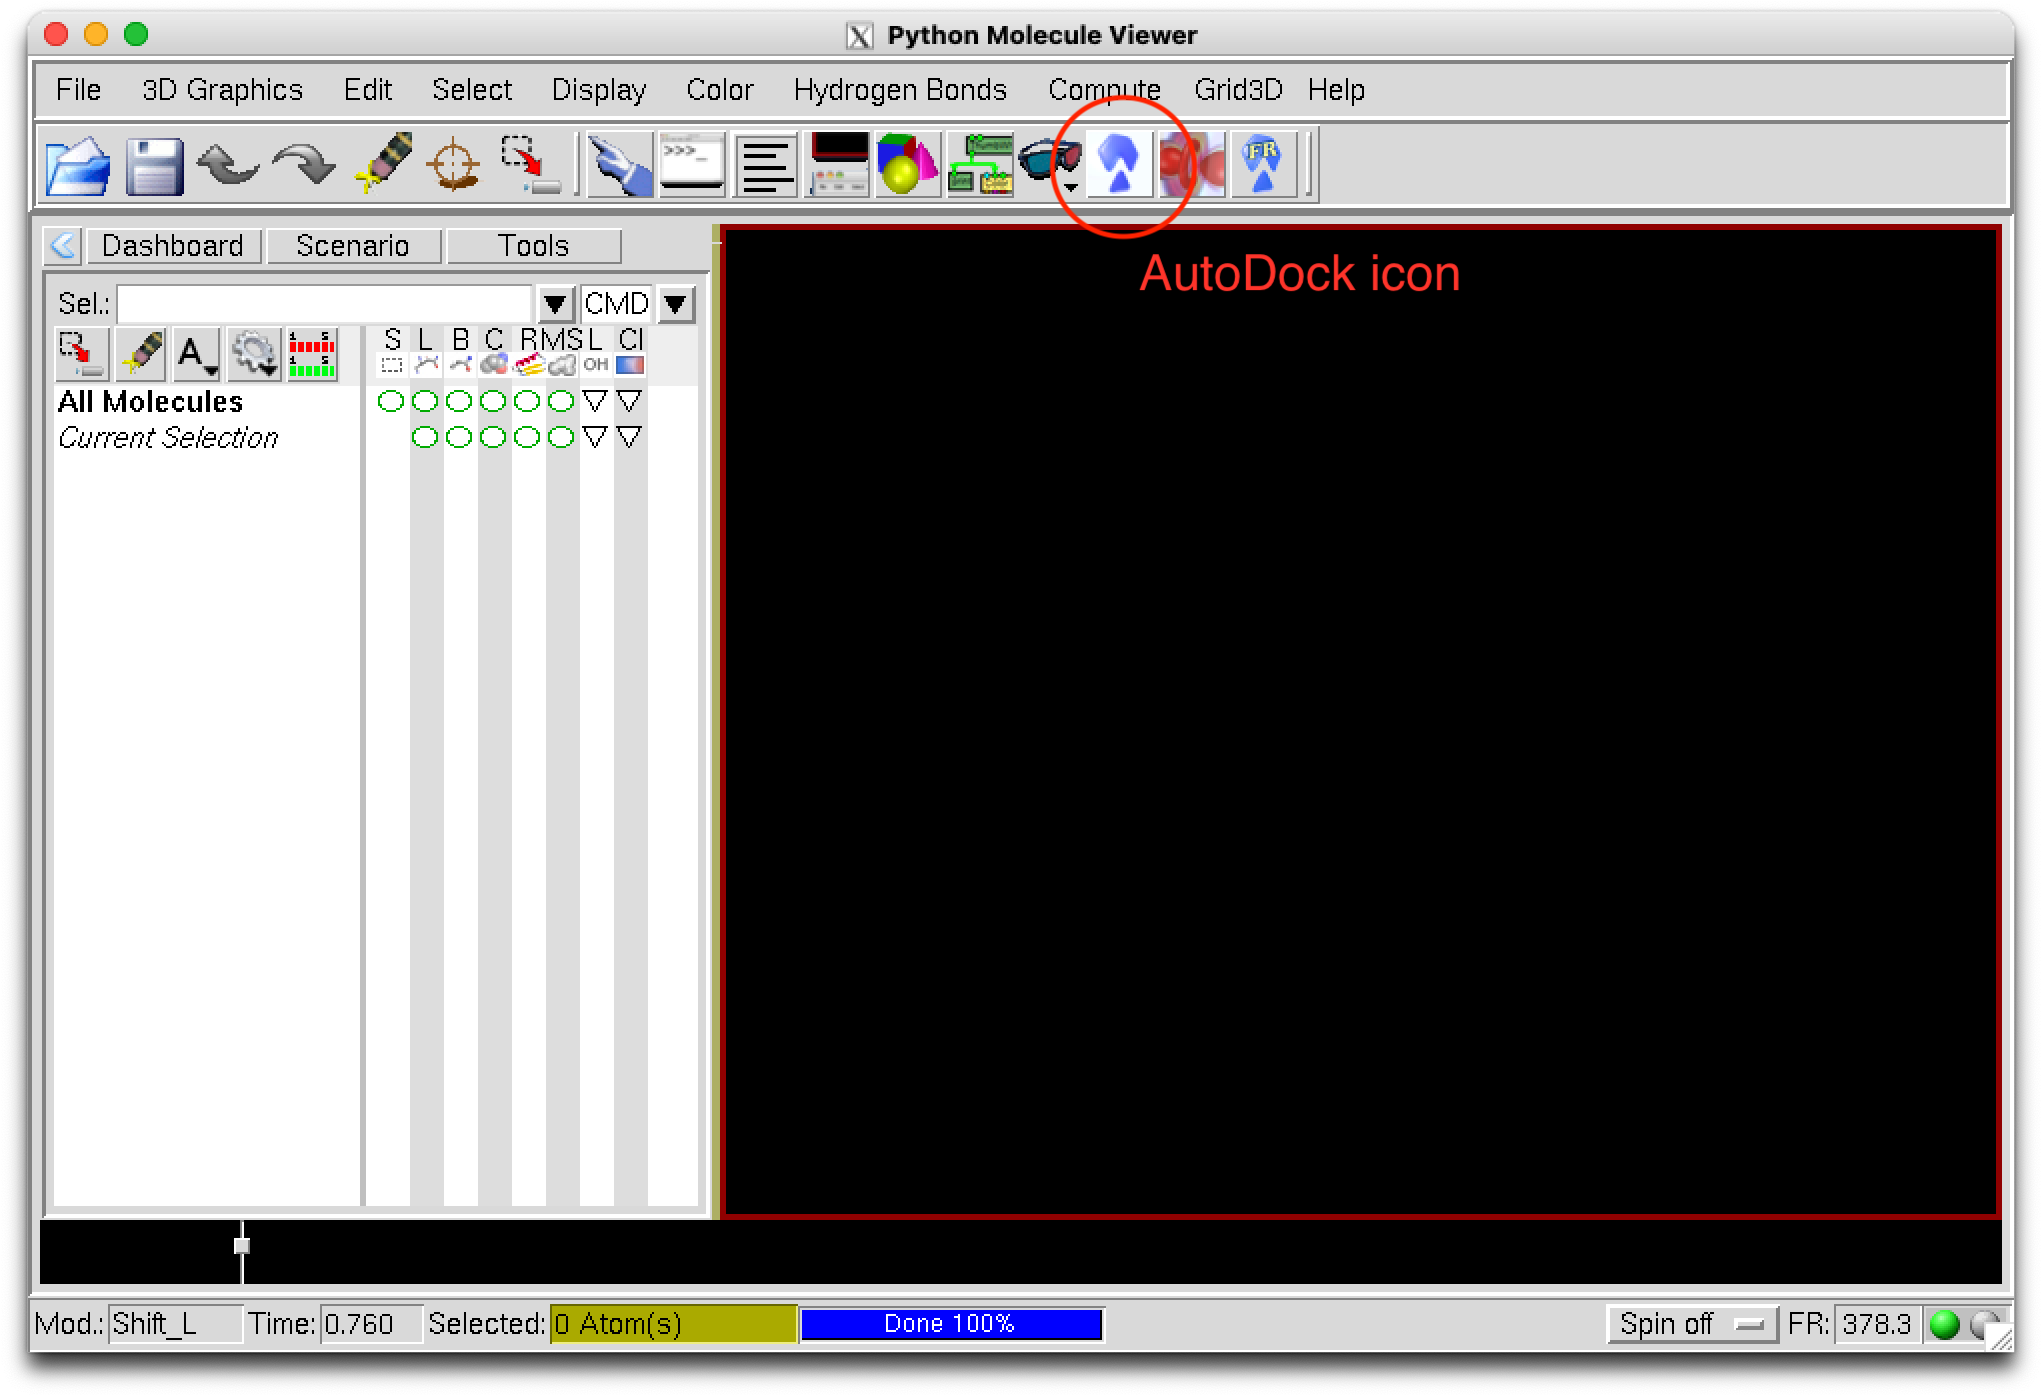 Python Molecule Viewer
File 3D Graphics Edit Select Display Color Hydrogen Bonds Compute Grid3D Help
>>>_
FR
AutoDock icon
Dashboard Scenario Tools
Sel.: CMD
A
S L B C R MS L Cl
OH
All Molecules
Current Selection
Mod.: Shift_L Time: 0.760 Selected: 0 Atom(s) Done 100% Spin off FR: 378.3